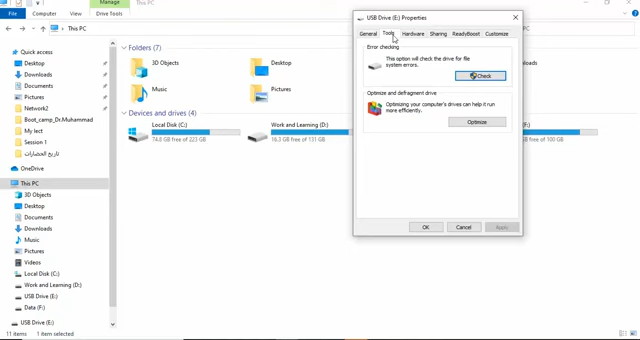 Manage
This PC
File
Computer
View
Drive Tools
This PC
Quick access
Desktop
Downloads
Documents
Pictures
Network2
Boot_camp_Dr.Muhammad
My lect
Session 1
تاريخ الحضارات
OneDrive
This PC
3D Objects
Desktop
Documents
Downloads
Music
Pictures
Videos
Local Disk (C:)
Work and Learning (D:)
USB Drive (E:)
Data (F:)
USB Drive (E:)
11 items    1 item selected
Folders (7)
3D Objects
Desktop
Music
Pictures
Devices and drives (4)
Local Disk (C:)
74.8 GB free of 223 GB
Work and Learning (D:)
16.3 GB free of 131 GB
USB Drive (E:) Properties
General
Tools
Hardware
Sharing
ReadyBoost
Customize
Error checking
This option will check the drive for file
system errors.
Check
Optimize and defragment drive
Optimizing your computer's drives can help it run
more efficiently.
Optimize
OK
Cancel
Apply
PC
(F:)
free of 100 GB